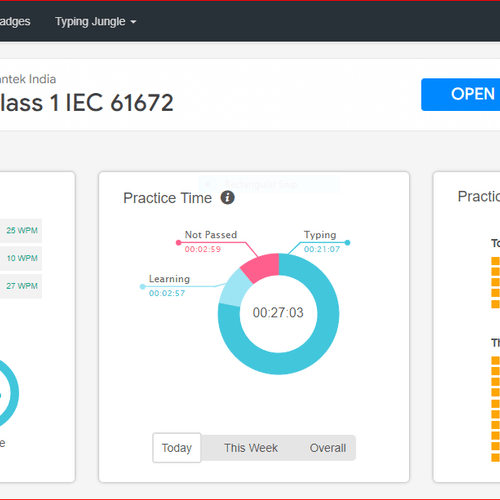 adges Typing Jungle
ntek India
lass 1 IEC 61672
OPEN
25 WPM
10 WPM
27 WPM
e
Practice Time
Not Passed
00:02:59
Typing
00:21:07
Learning
00:02:57
00:27:03
Today This Week Overall
Practic
To
Th